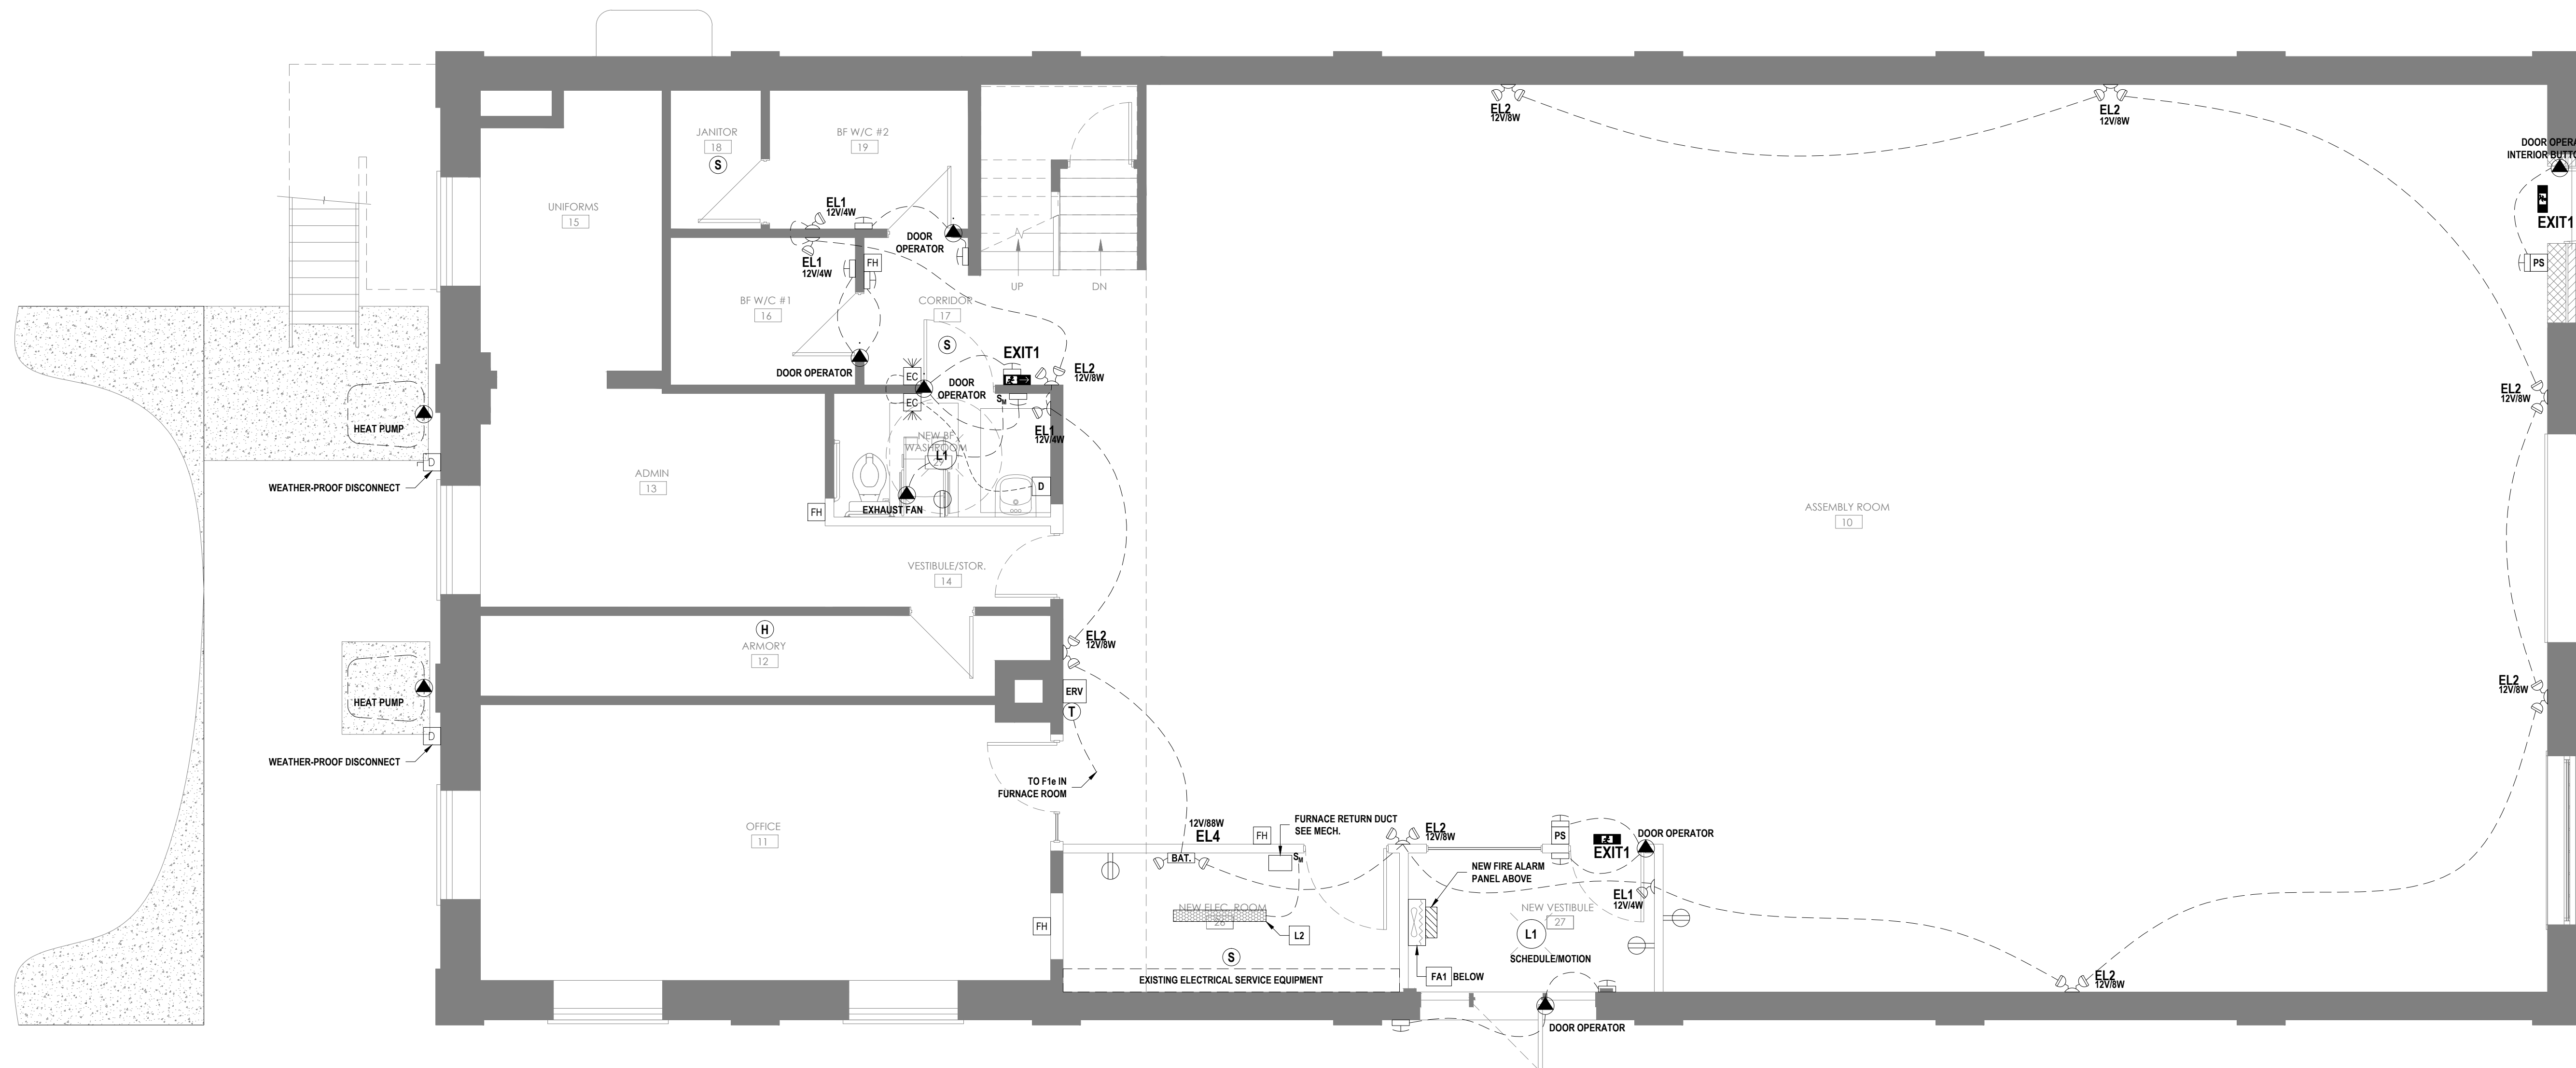 JANITOR
18
S
BF W/C #2
19
UNIFORMS
15
EL1
12V/4W
DOOR
OPERATOR
EL1
12V/4W
FH
BF W/C #1
16
CORRIDOR
17
S
UP
DN
EXIT1
EL2
12V/8W
DOOR OPERATOR
EC
DOOR
OPERATOR
EC
SM
EL1
12V/4W
HEAT PUMP
D
WEATHER-PROOF DISCONNECT
ADMIN
13
NEW BF
WASHROOM
L1
D
EXHAUST FAN
FH
VESTIBULE/STOR.
14
H
ARMORY
12
EL2
12V/8W
ERV
T
HEAT PUMP
D
WEATHER-PROOF DISCONNECT
TO F1e IN
FURNACE ROOM
OFFICE
11
FH
12V/88W
EL4
FH
BAT.
FURNACE RETURN DUCT
SEE MECH.
SM
NEW ELEC. ROOM
26
L2
S
EXISTING ELECTRICAL SERVICE EQUIPMENT
EL2
12V/8W
PS
EXIT1
DOOR OPERATOR
NEW FIRE ALARM
PANEL ABOVE
EL1
12V/4W
NEW VESTIBULE
27
L1
SCHEDULE/MOTION
FA1 BELOW
DOOR OPERATOR
EL2
12V/8W
ASSEMBLY ROOM
10
EL2
12V/8W
EL2
12V/8W
DOOR OPERA
INTERIOR BUTTO
EXIT1
PS
EL2
12V/8W
EL2
12V/8W